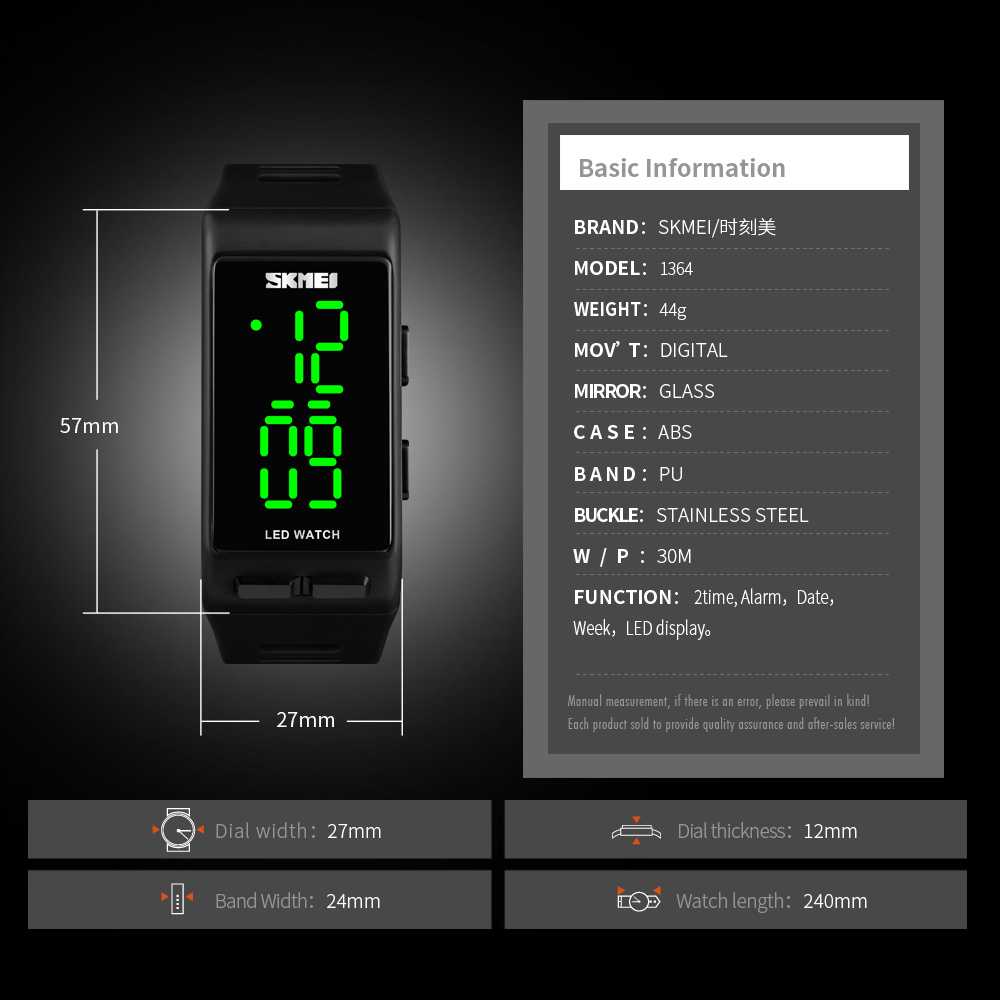 SKMEI
12
09
LED WATCH
57mm
27mm
Basic Information
BRAND： SKMEI/时刻美
MODEL： 1364
WEIGHT： 44g
MOV’T： DIGITAL
MIRROR： GLASS
CASE： ABS
BAND： PU
BUCKLE： STAINLESS STEEL
W / P ： 30M
FUNCTION： 2time, Alarm， Date，
Week， LED display。
Manual measurement, if there is an error, please prevail in kind!
Each product sold to provide quality assurance and after-sales service!
Dial width： 27mm
Dial thickness： 12mm
Band Width： 24mm
Watch length： 240mm